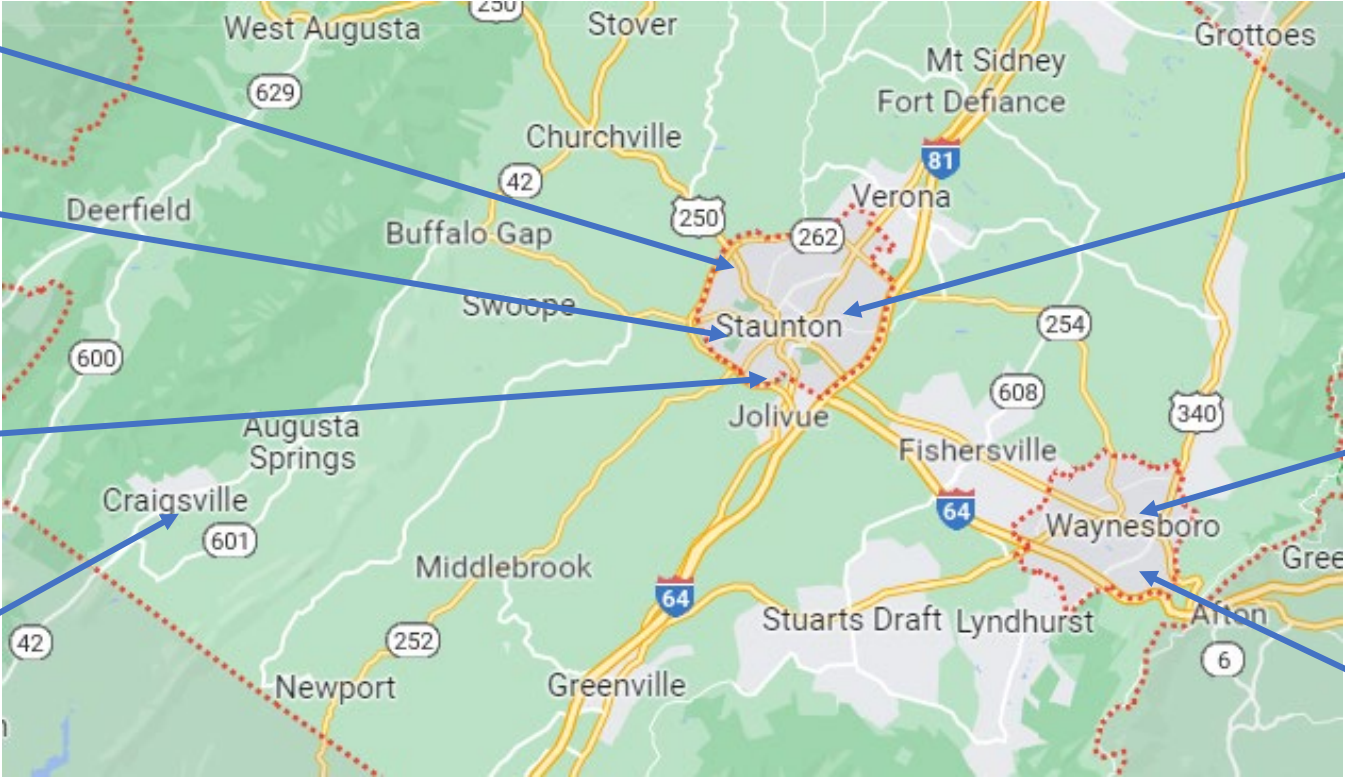 250
West Augusta
Stover
Grottoes
Mt Sidney
629
Fort Defiance
Churchville
81
42
Verona
Deerfield
250
Buffalo Gap
262
Swoope
Staunton
254
600
608
Jolivue
340
Augusta
Springs
Fishersville
Craigsville
64
Waynesboro
601
Gree
Middlebrook
64
Stuarts Draft
Lyndhurst
Afton
42
252
6
Newport
Greenville